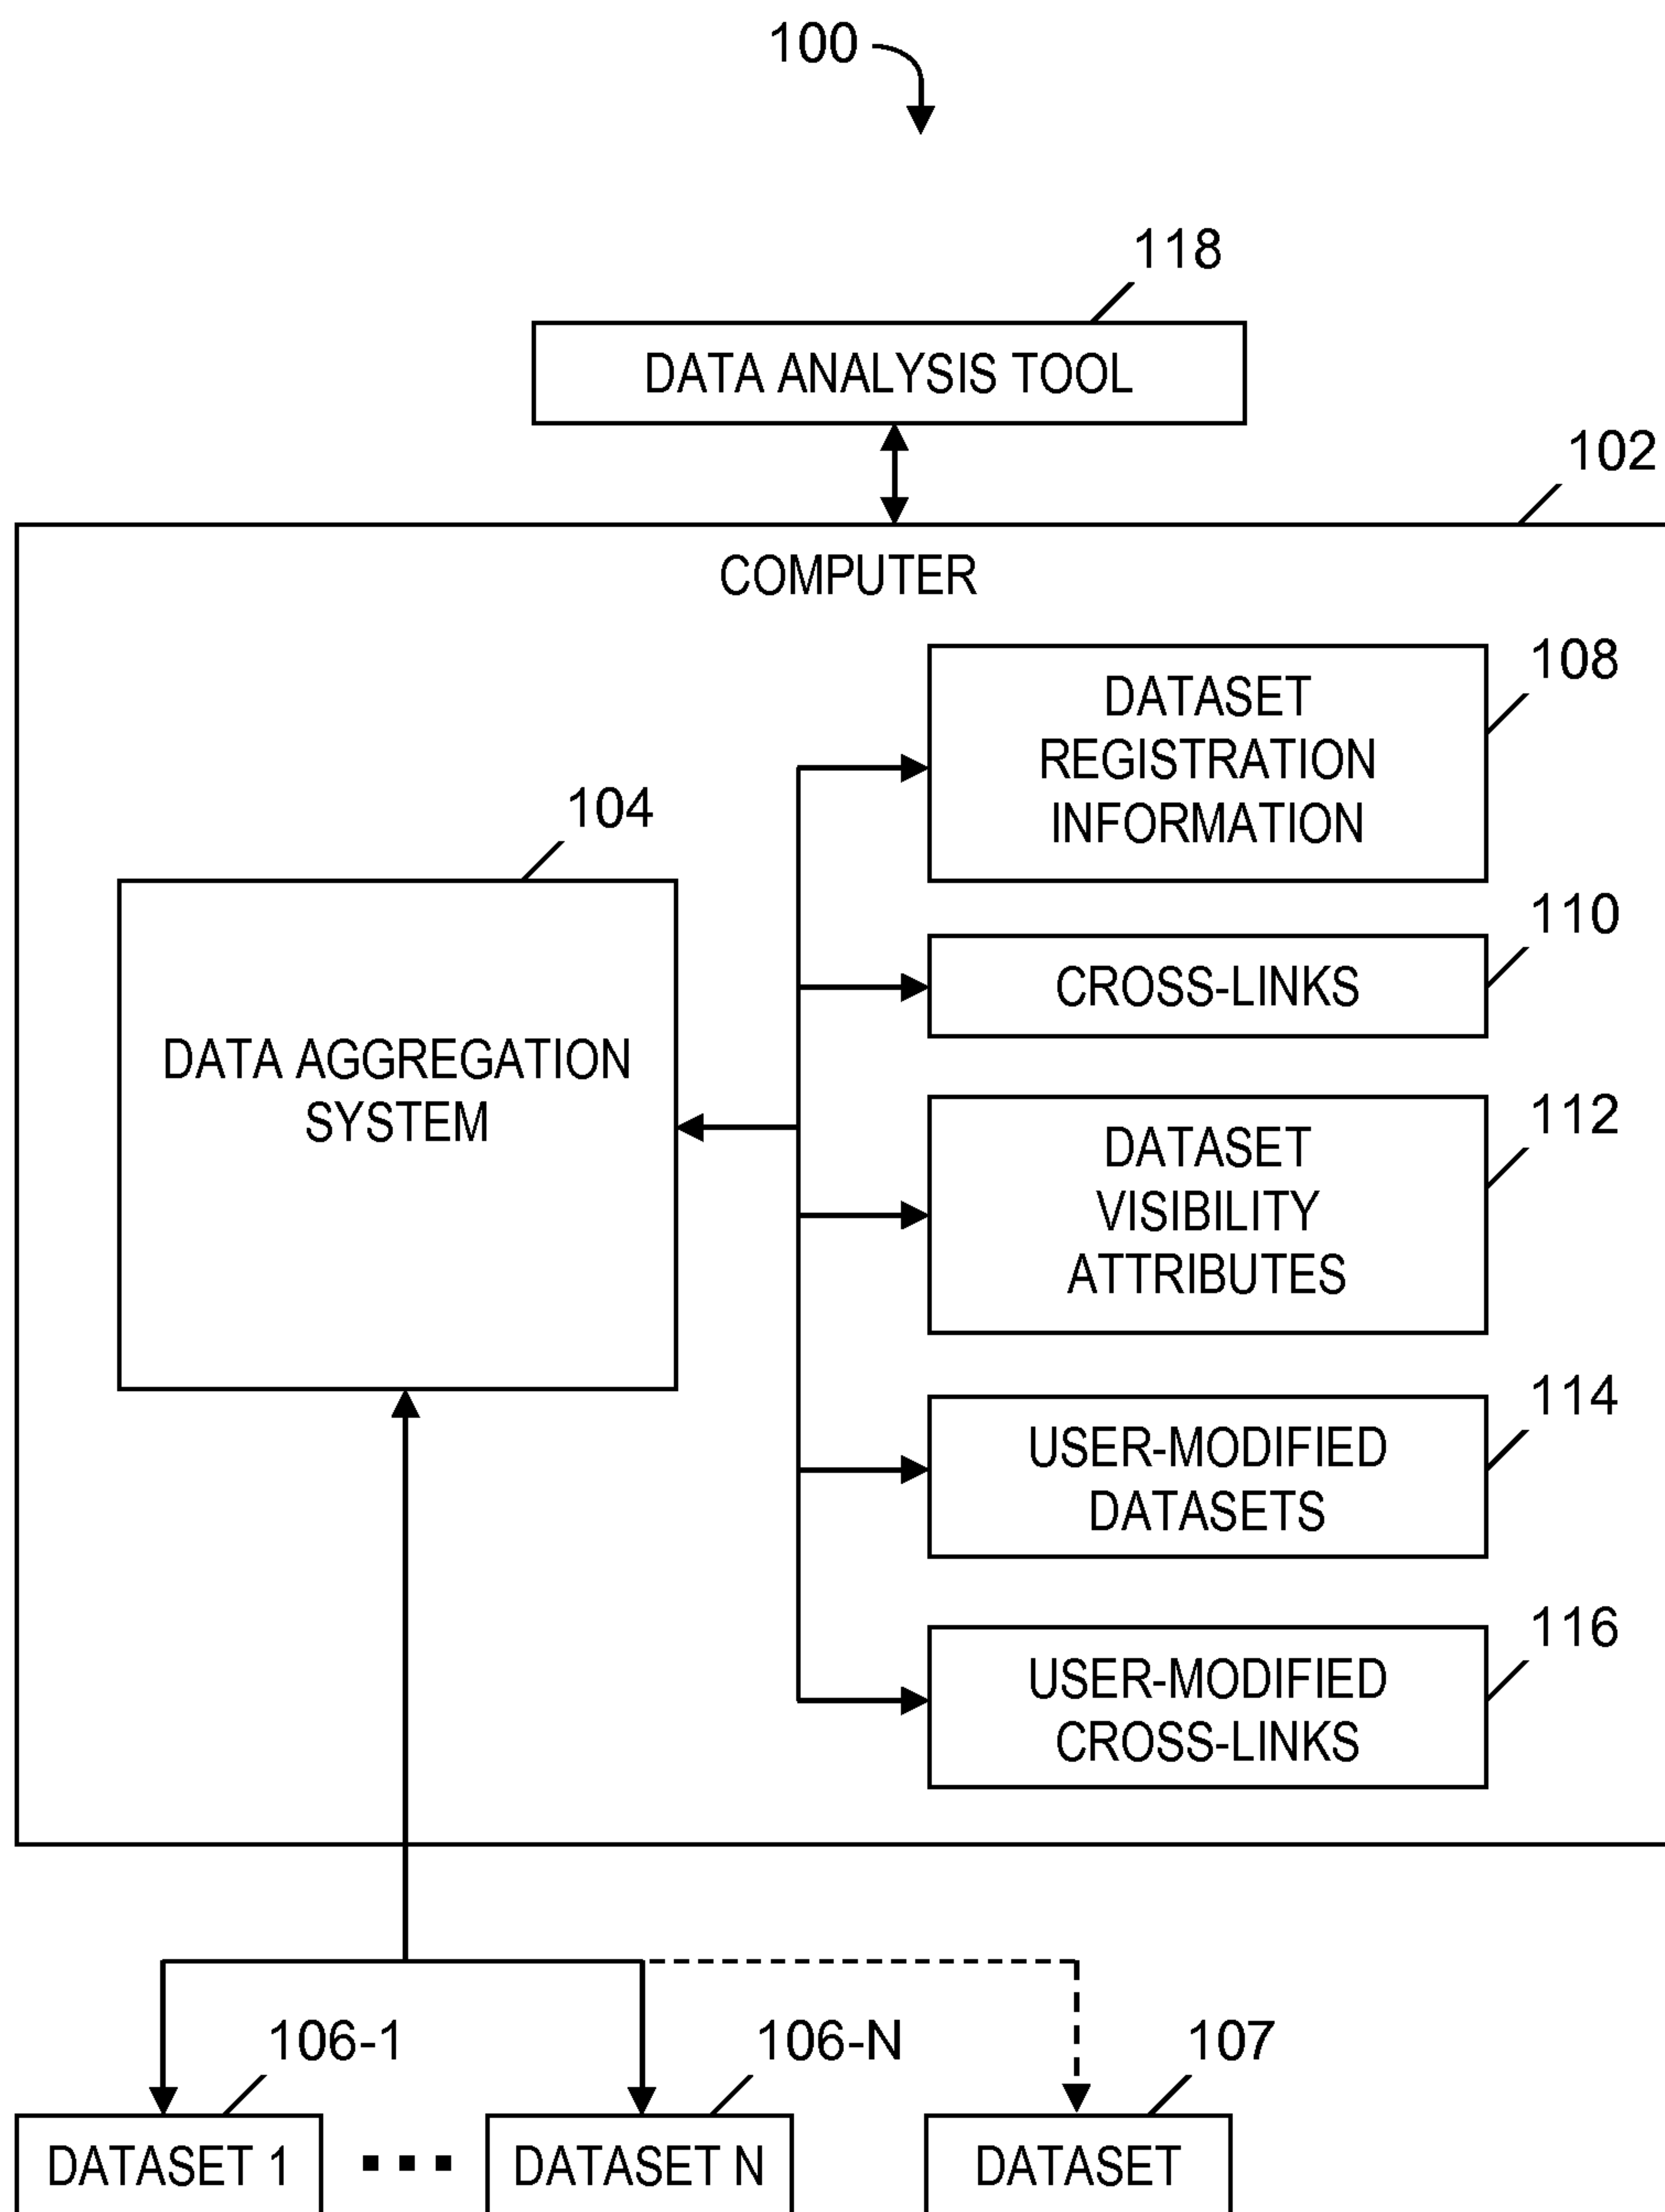 100
118
DATA ANALYSIS TOOL
102
COMPUTER
108
DATASET
REGISTRATION
INFORMATION
104
110
CROSS-LINKS
DATA AGGREGATION
SYSTEM
112
DATASET
VISIBILITY
ATTRIBUTES
114
USER-MODIFIED
DATASETS
116
USER-MODIFIED
CROSS-LINKS
106-1
106-N
107
DATASET 1
DATASET N
DATASET